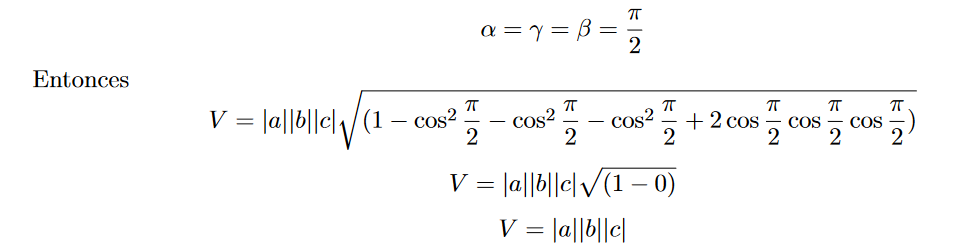 α = γ = β = π/2
Entonces
V = |a||b||c|√(1 − cos² π/2 − cos² π/2 − cos² π/2 + 2 cos π/2 cos π/2 cos π/2)
V = |a||b||c|√(1 − 0)
V = |a||b||c|